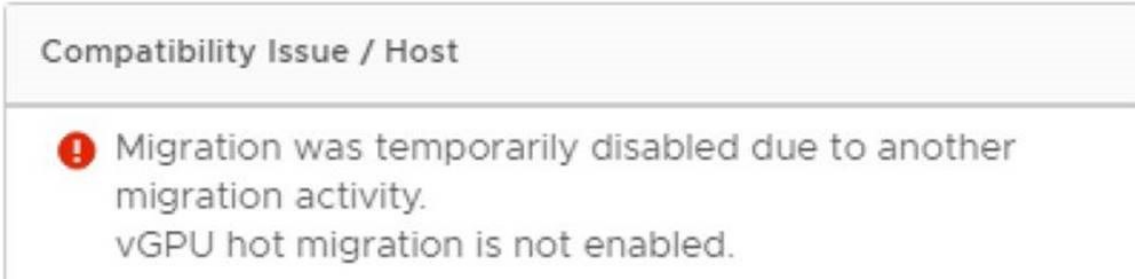 Compatibility Issue / Host
Migration was temporarily disabled due to another
migration activity.
vGPU hot migration is not enabled.